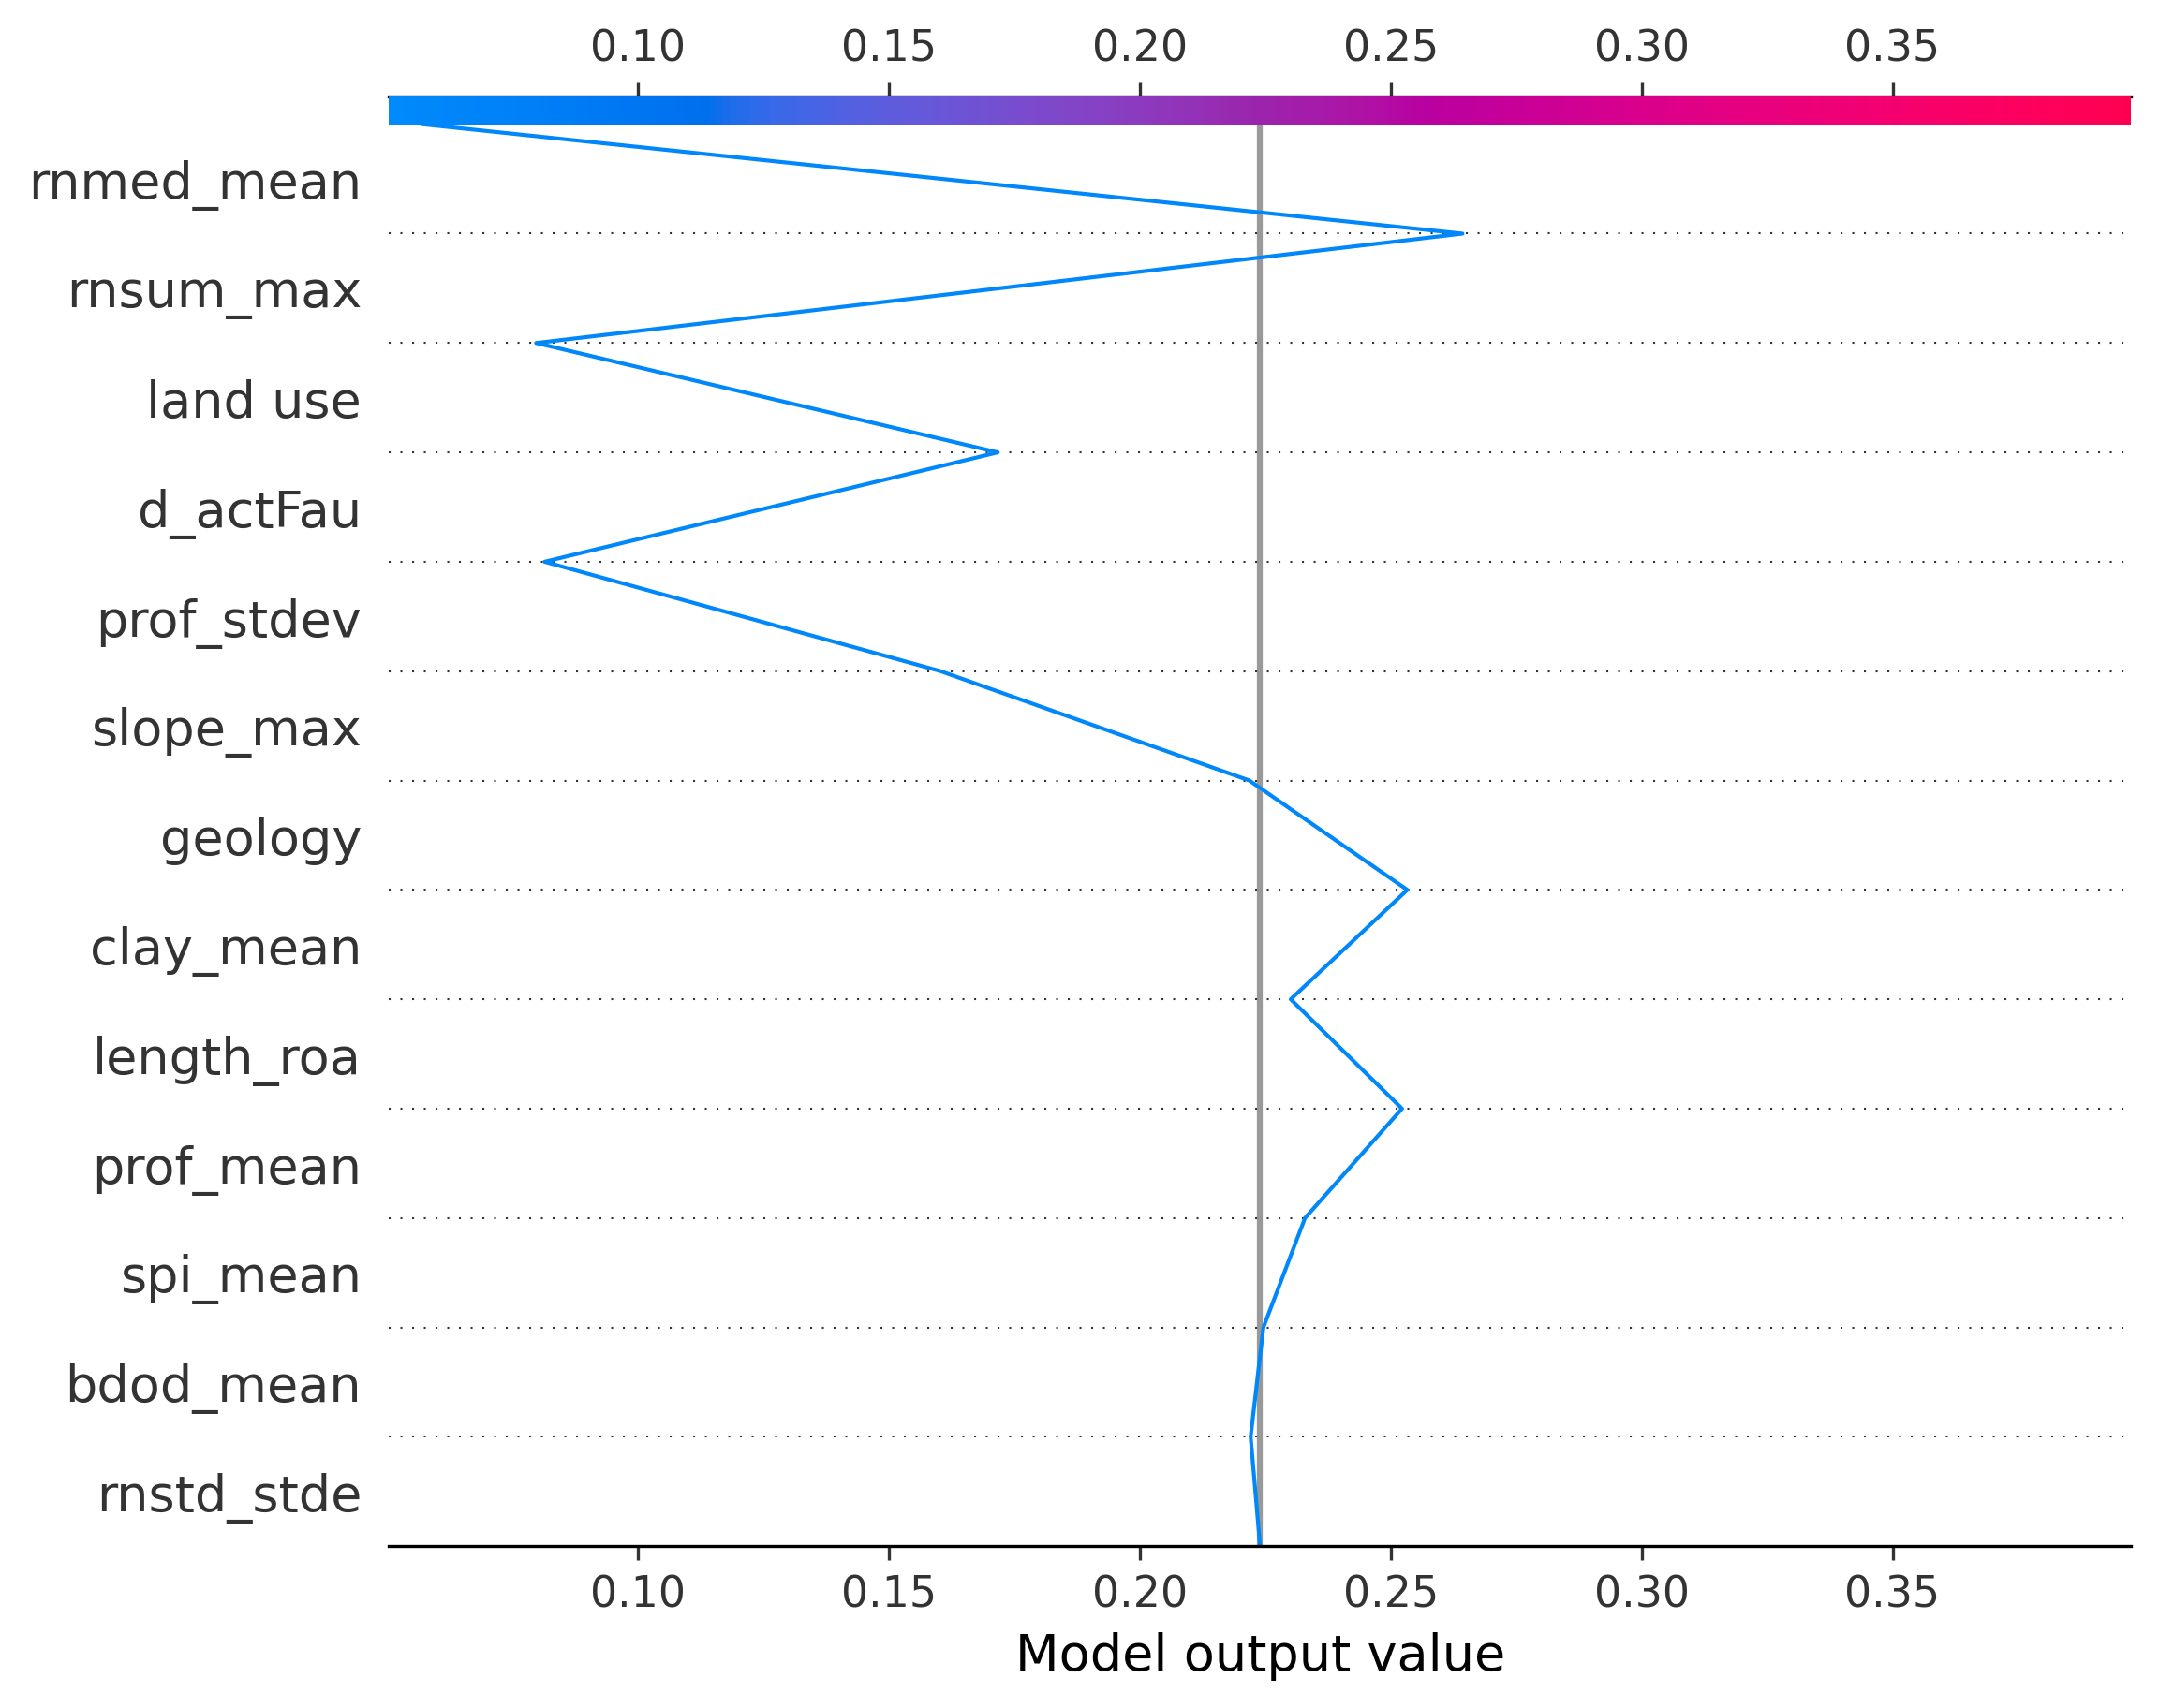 0.10 0.15 0.20 0.25 0.30 0.35
rnmed_mean
rnsum_max
land use
d_actFau
prof_stdev
slope_max
geology
clay_mean
length_roa
prof_mean
spi_mean
bdod_mean
rnstd_stde
0.10 0.15 0.20 0.25 0.30 0.35
Model output value